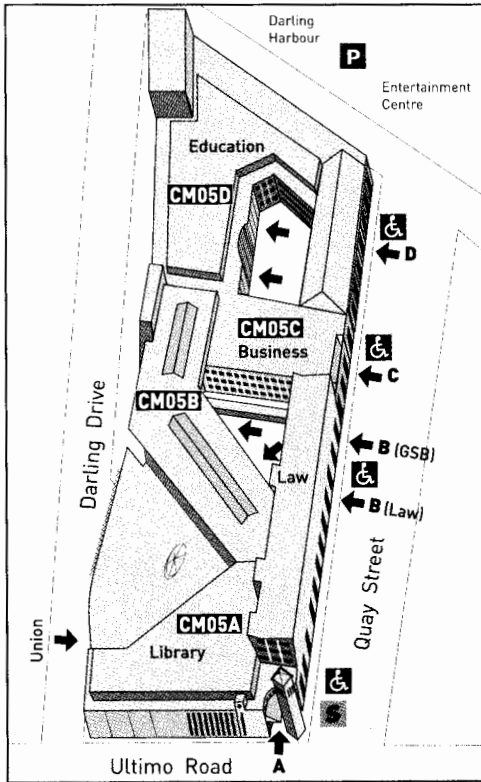 Darling
Harbour
P
Entertainment
Centre
Education
CM05D
D
CM05C
Business
C
CM05B
Darling Drive
B (GSB)
Law
B (Law)
Quay Street
CM05A
Union
Library
S
Ultimo Road
A